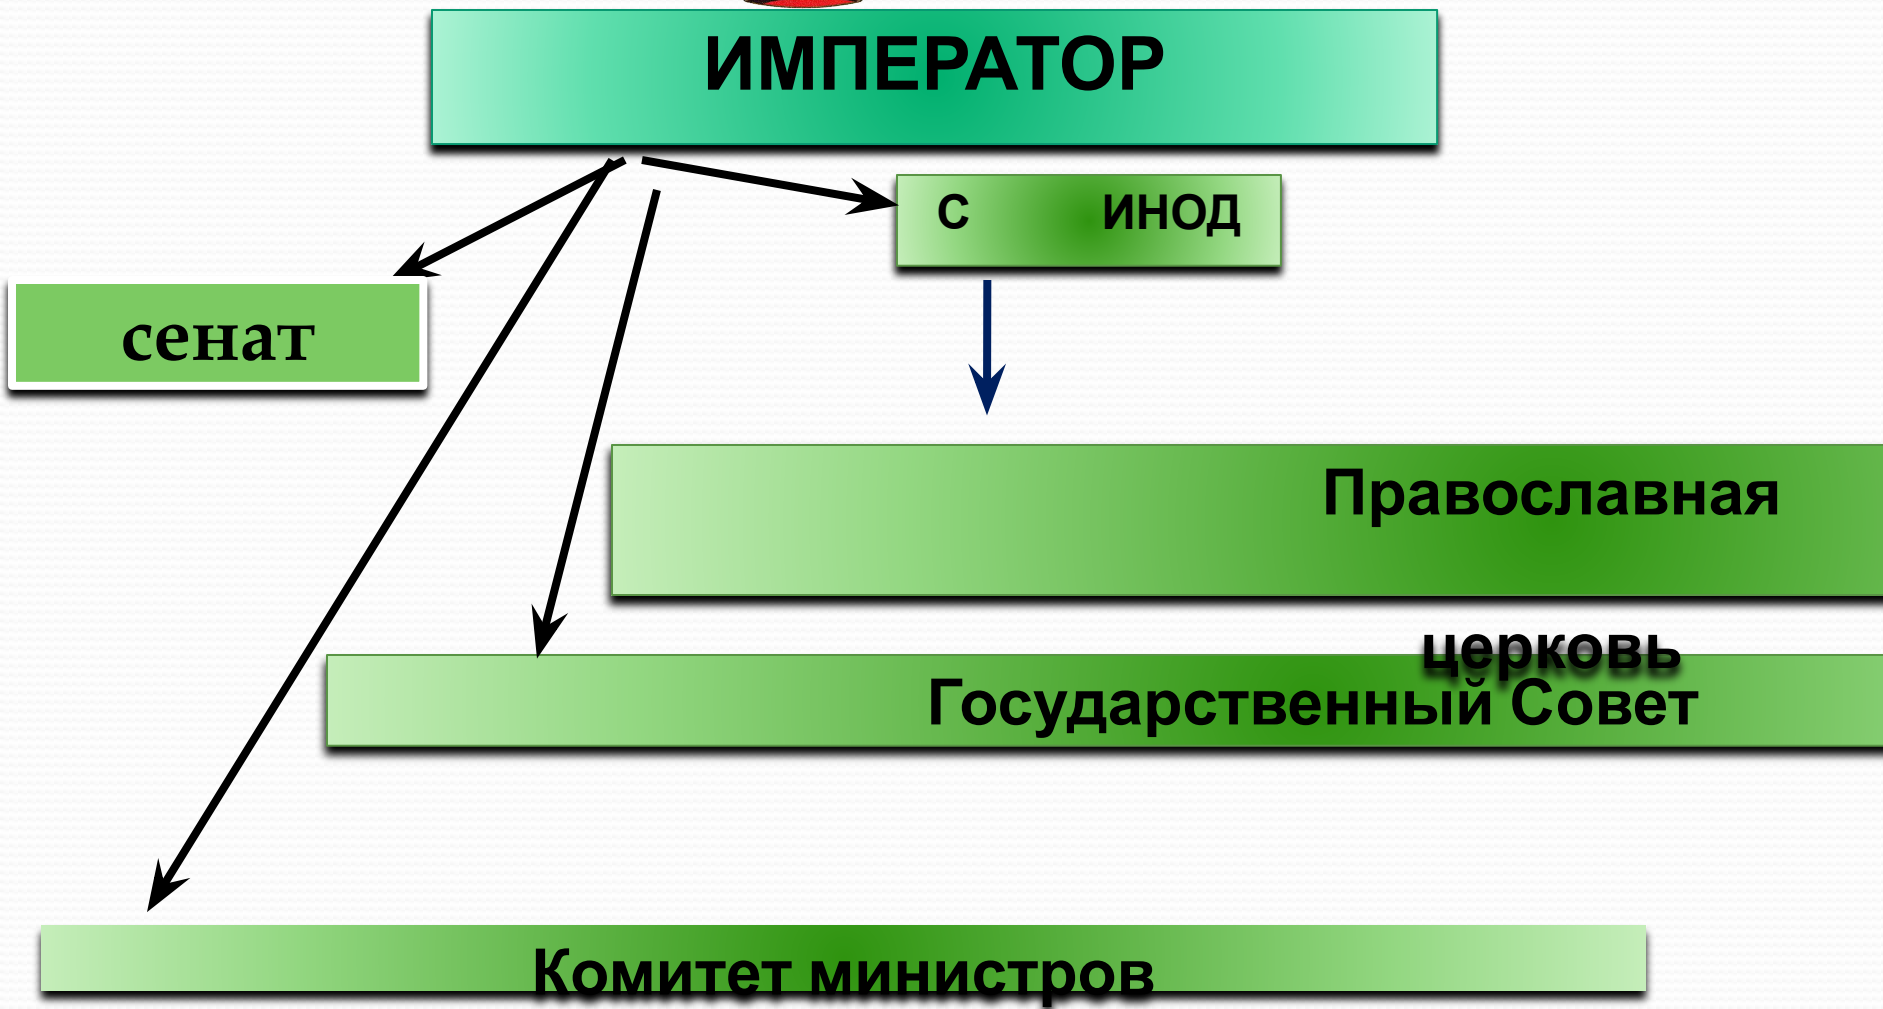 ИМПЕРАТОР
С ИНОД
сенат
Православная
церковь
Государственный Совет
Комитет министров